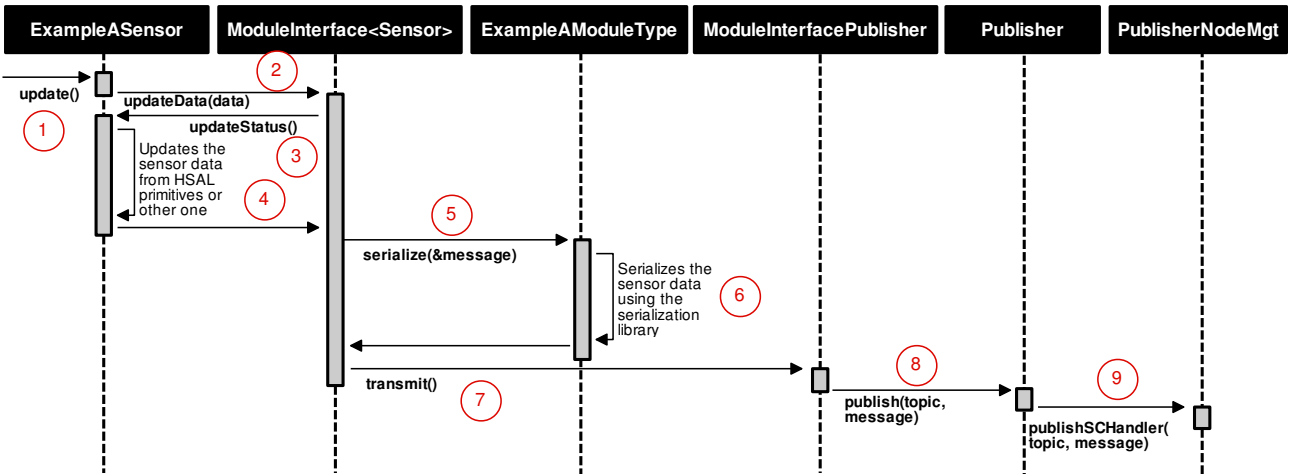 ExampleASensor
ModuleInterface<Sensor>
ExampleAModuleType
ModuleInterfacePublisher
Publisher
PublisherNodeMgt
update()
1
2
updateData(data)
updateStatus()
3
Updates the
sensor data
from HSAL
primitives or
other one
4
5
serialize(&message)
Serializes the
sensor data
using the
serialization
library
6
transmit()
7
8
publish(topic,
message)
9
publishSCHandler(
topic, message)